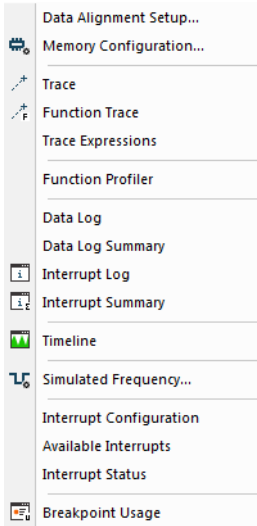 Data Alignment Setup...
Memory Configuration...
Trace
Function Trace
Trace Expressions
Function Profiler
Data Log
Data Log Summary
Interrupt Log
Interrupt Summary
Timeline
Simulated Frequency...
Interrupt Configuration
Available Interrupts
Interrupt Status
Breakpoint Usage